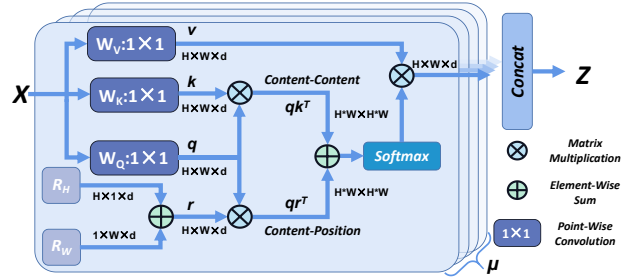 X
W_V:1×1
v
H×W×d
W_K:1×1
k
H×W×d
W_Q:1×1
q
H×W×d
R_H
H×1×d
R_W
1×W×d
r
H×W×d
Content-Content
qk^T
H*W×H*W
Softmax
H*W×H*W
qr^T
Content-Position
H×W×d
μ
Concat
Z
Matrix
Multiplication
Element-Wise
Sum
1×1
Point-Wise
Convolution